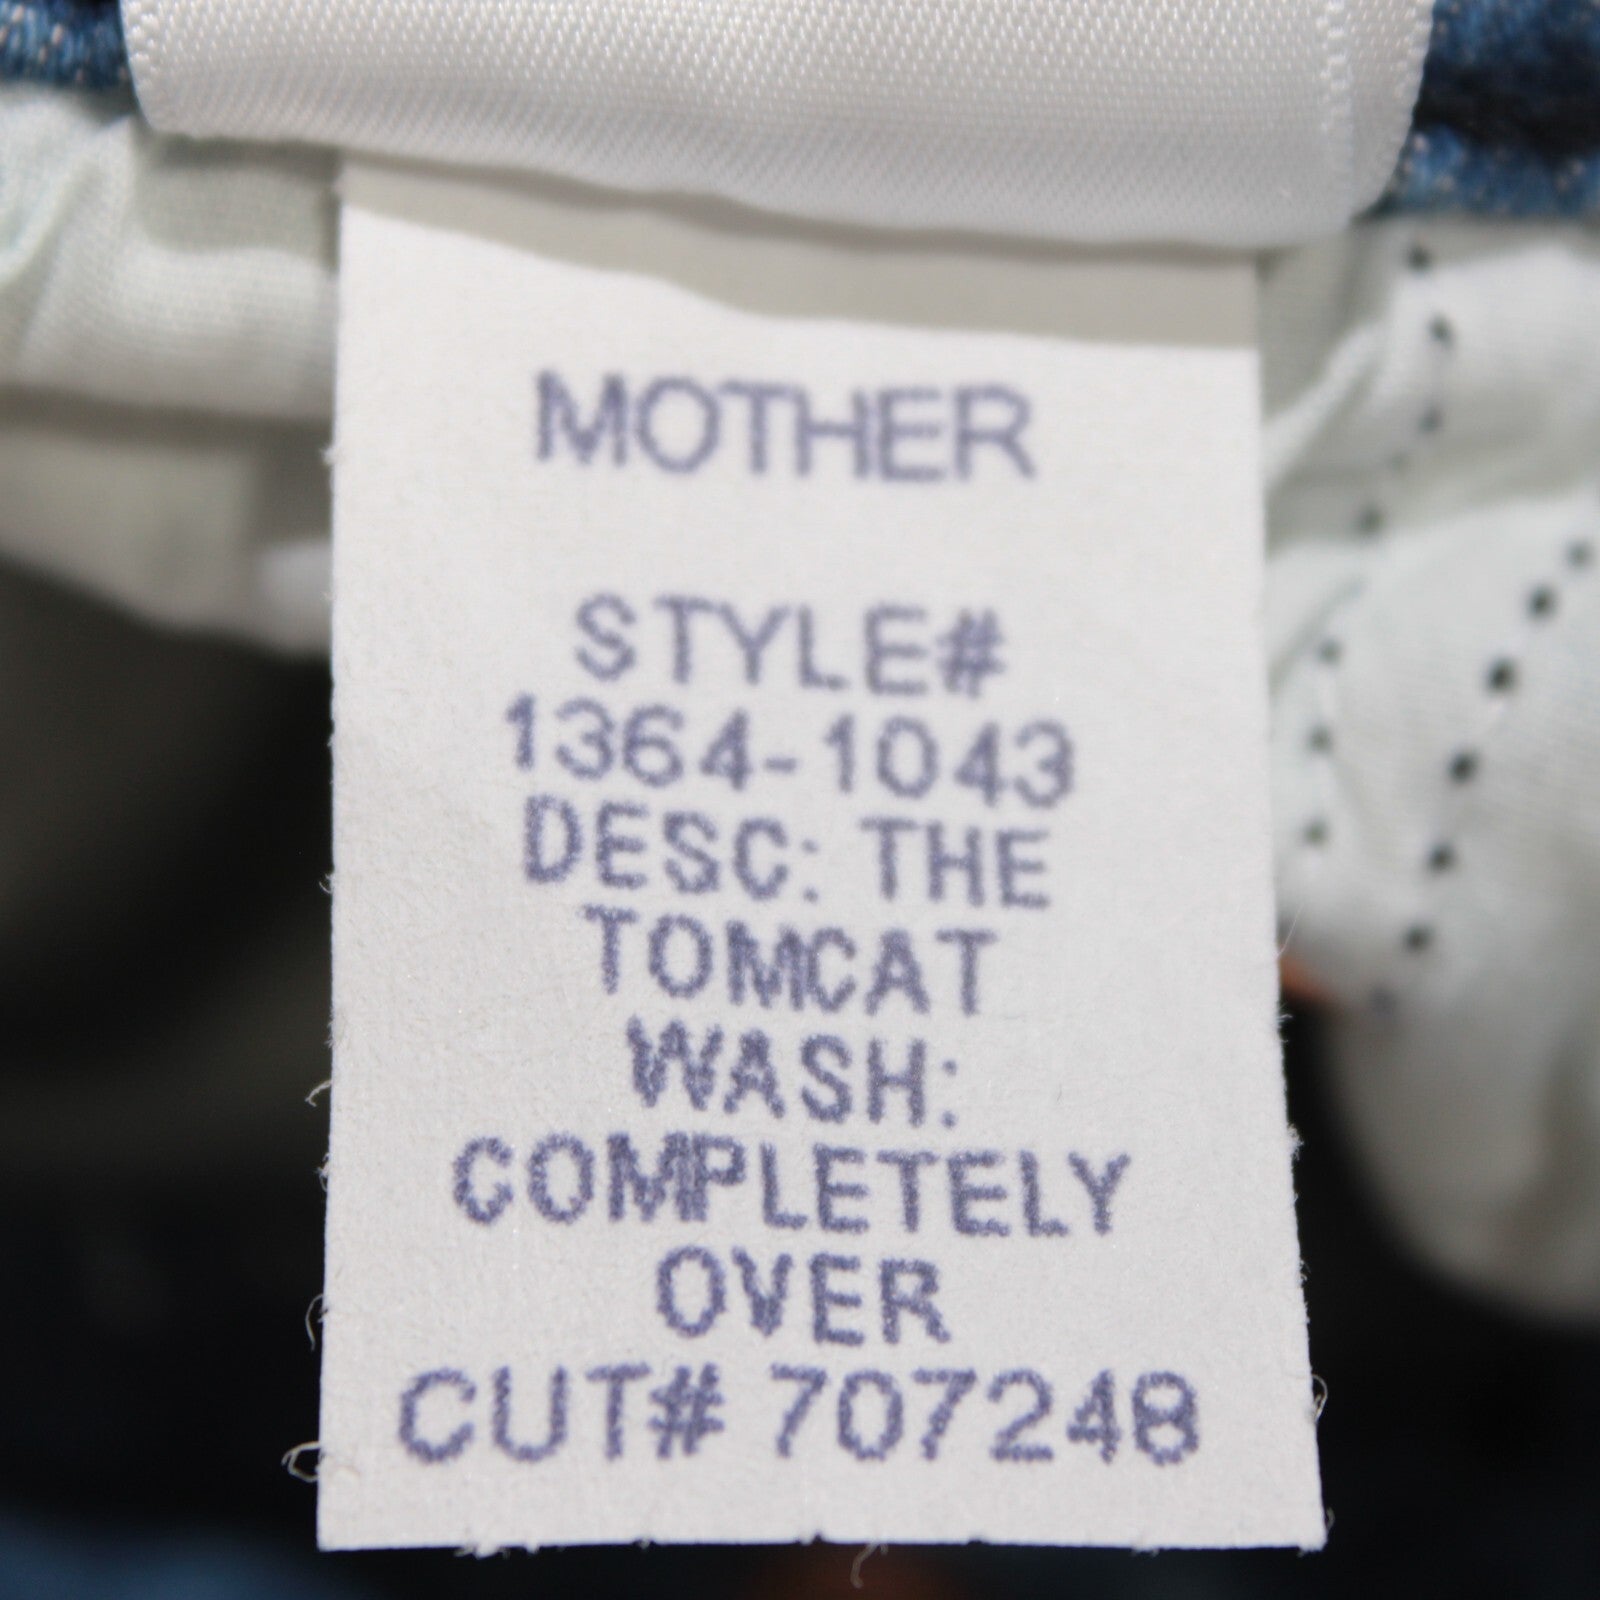 MOTHER
STYLE#
1364-1043
DESC: THE
TOMCAT
WASH:
COMPLETELY
OVER
CUT# 707248